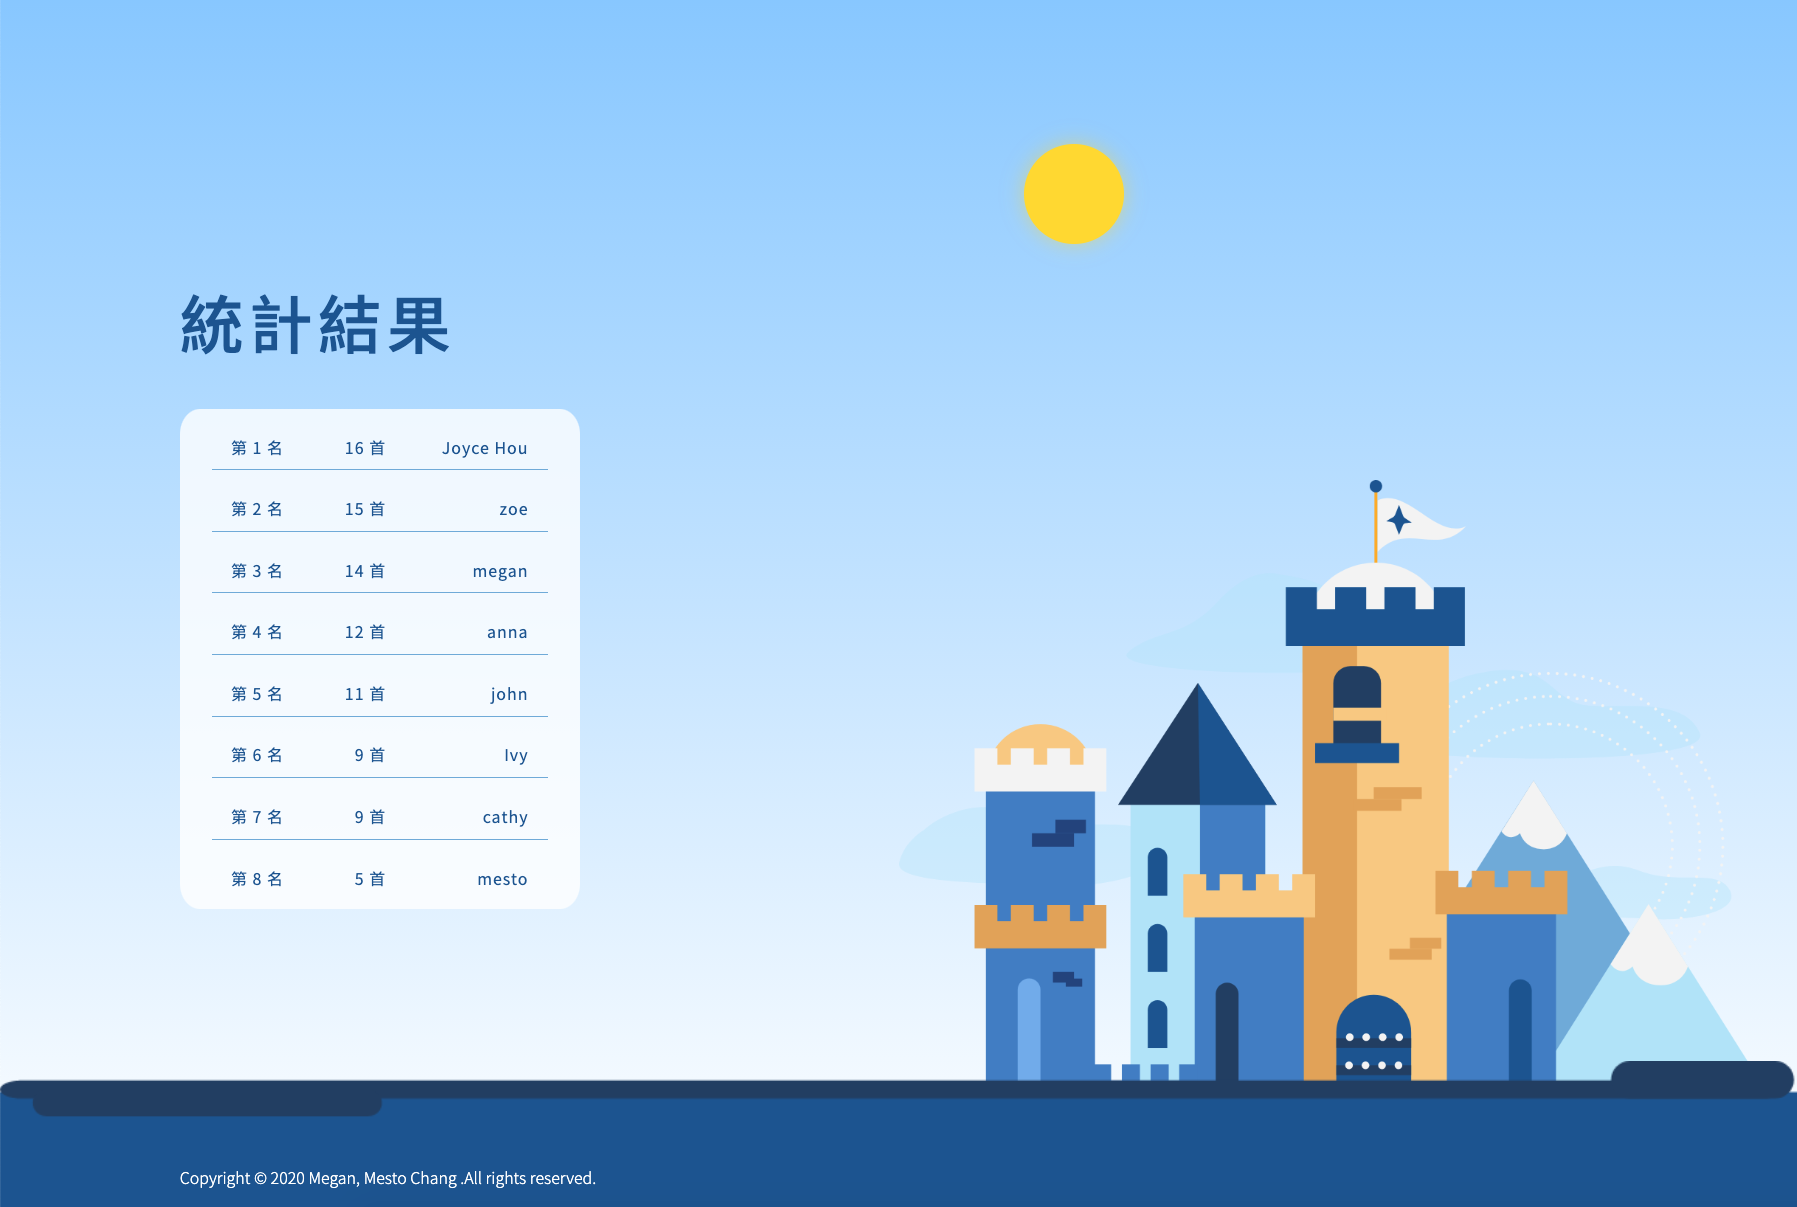 統計結果
第 1 名 16 首 Joyce Hou
第 2 名 15 首 zoe
第 3 名 14 首 megan
第 4 名 12 首 anna
第 5 名 11 首 john
第 6 名 9 首 Ivy
第 7 名 9 首 cathy
第 8 名 5 首 mesto
Copyright © 2020 Megan, Mesto Chang .All rights reserved.